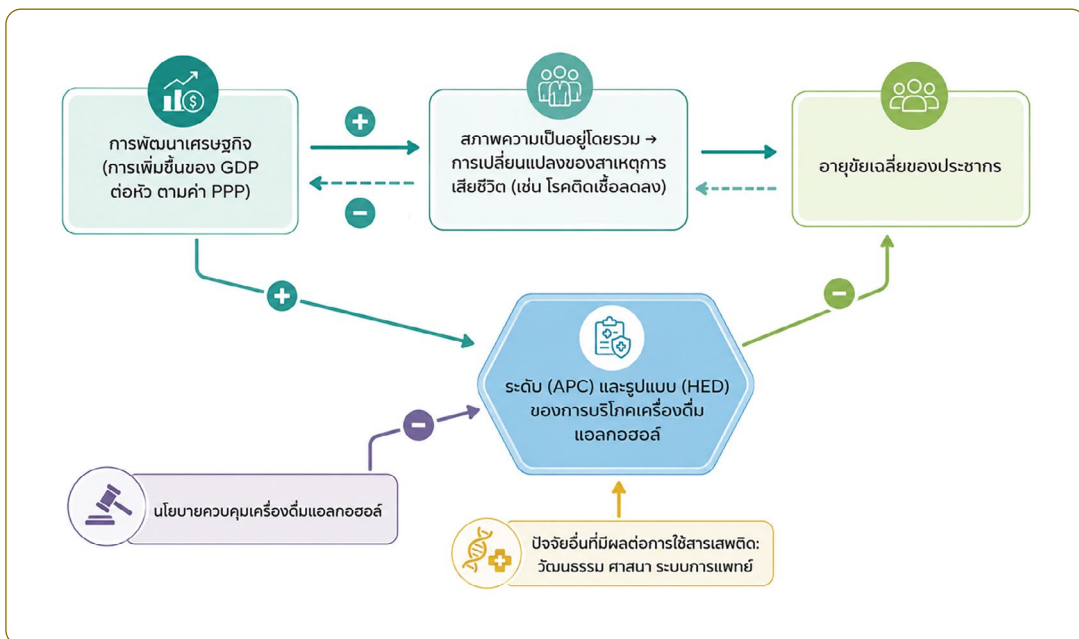 การพัฒนาเศรษฐกิจ
(การเพิ่มขึ้นของ GDP
ต่อหัว ตามค่า PPP)
+
−
สภาพความเป็นอยู่โดยรวม →
การเปลี่ยนแปลงของสาเหตุการ
เสียชีวิต (เช่น โรคติดเชื้อลดลง)
อายุขัยเฉลี่ยของประชากร
+
−
ระดับ (APC) และรูปแบบ (HED)
ของการบริโภคเครื่องดื่ม
แอลกอฮอล์
−
นโยบายควบคุมเครื่องดื่มแอลกอฮอล์
ปัจจัยอื่นที่มีผลต่อการใช้สารเสพติด:
วัฒนธรรม ศาสนา ระบบการแพทย์